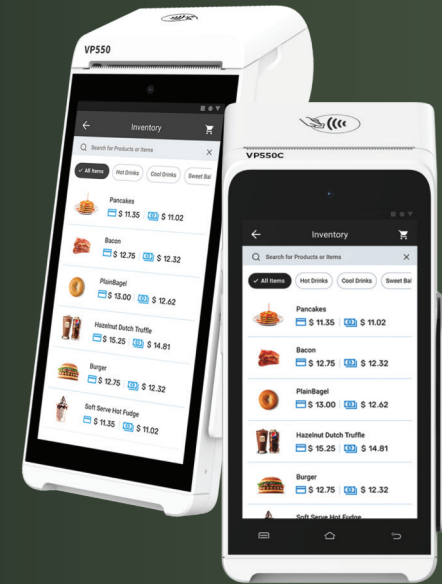 VP550
Inventory
Search for Products or Items
All Items
Hot Drinks
Cool Drinks
Sweet Bal
Pancakes
$ 11.35 $ 11.02
Bacon
$ 12.75 $ 12.32
PlainBagel
$ 13.00 $ 12.62
Hazelnut Dutch Truffle
$ 15.25 $ 14.81
Burger
$ 12.75 $ 12.32
Soft Serve Hot Fudge
$ 11.35 $ 11.02
VP550C
Inventory
Search for Products or Items
All Items
Hot Drinks
Cool Drinks
Sweet Bal
Pancakes
$ 11.35 $ 11.02
Bacon
$ 12.75 $ 12.32
PlainBagel
$ 13.00 $ 12.62
Hazelnut Dutch Truffle
$ 15.25 $ 14.81
Burger
$ 12.75 $ 12.32
Soft Serve Hot Fudge